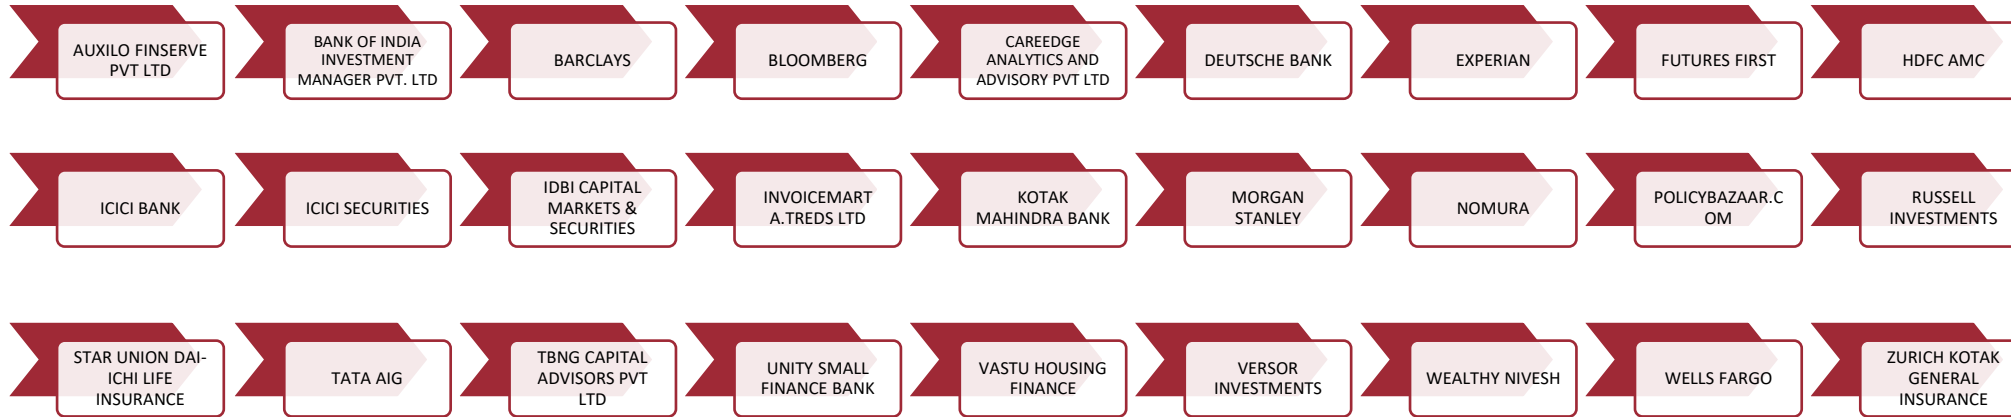 AUXILO FINSERVE
PVT LTD
BANK OF INDIA
INVESTMENT
MANAGER PVT. LTD
BARCLAYS
BLOOMBERG
CAREEDGE
ANALYTICS AND
ADVISORY PVT LTD
DEUTSCHE BANK
EXPERIAN
FUTURES FIRST
HDFC AMC
ICICI BANK
ICICI SECURITIES
IDBI CAPITAL
MARKETS &
SECURITIES
INVOICEMART
A.TREDS LTD
KOTAK
MAHINDRA BANK
MORGAN
STANLEY
NOMURA
POLICYBAZAAR.C
OM
RUSSELL
INVESTMENTS
STAR UNION DAI-
ICHI LIFE
INSURANCE
TATA AIG
TBNG CAPITAL
ADVISORS PVT
LTD
UNITY SMALL
FINANCE BANK
VASTU HOUSING
FINANCE
VERSOR
INVESTMENTS
WEALTHY NIVESH
WELLS FARGO
ZURICH KOTAK
GENERAL
INSURANCE